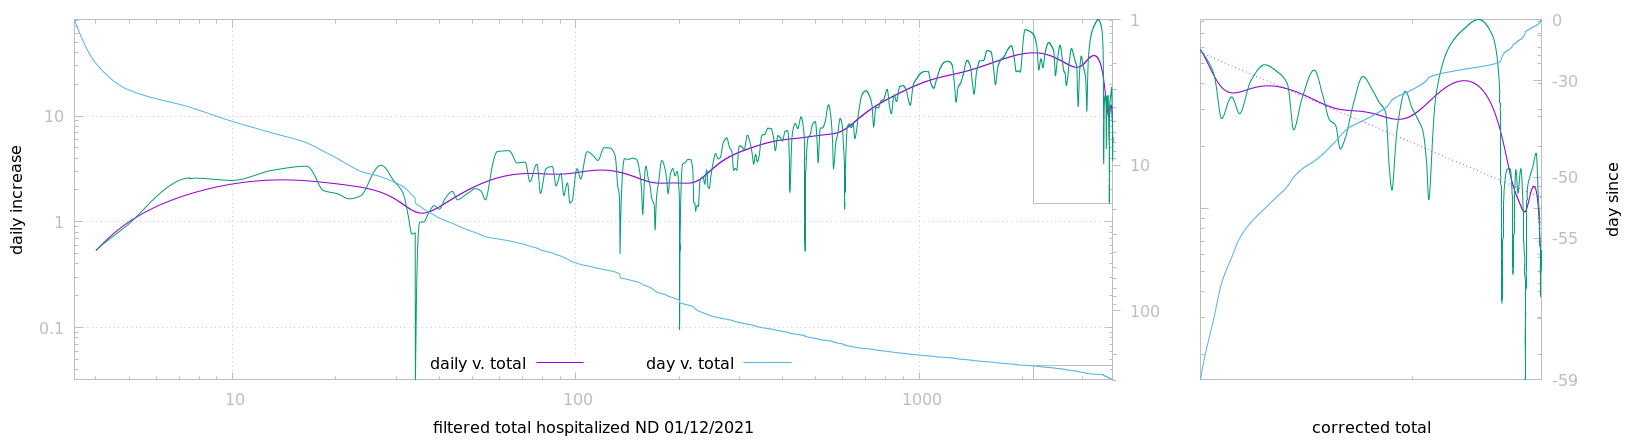 daily increase
10
1
0.1
10
100
1000
1
10
100
daily v. total
day v. total
filtered total hospitalized ND 01/12/2021
0
-30
-50
-55
-59
day since
corrected total